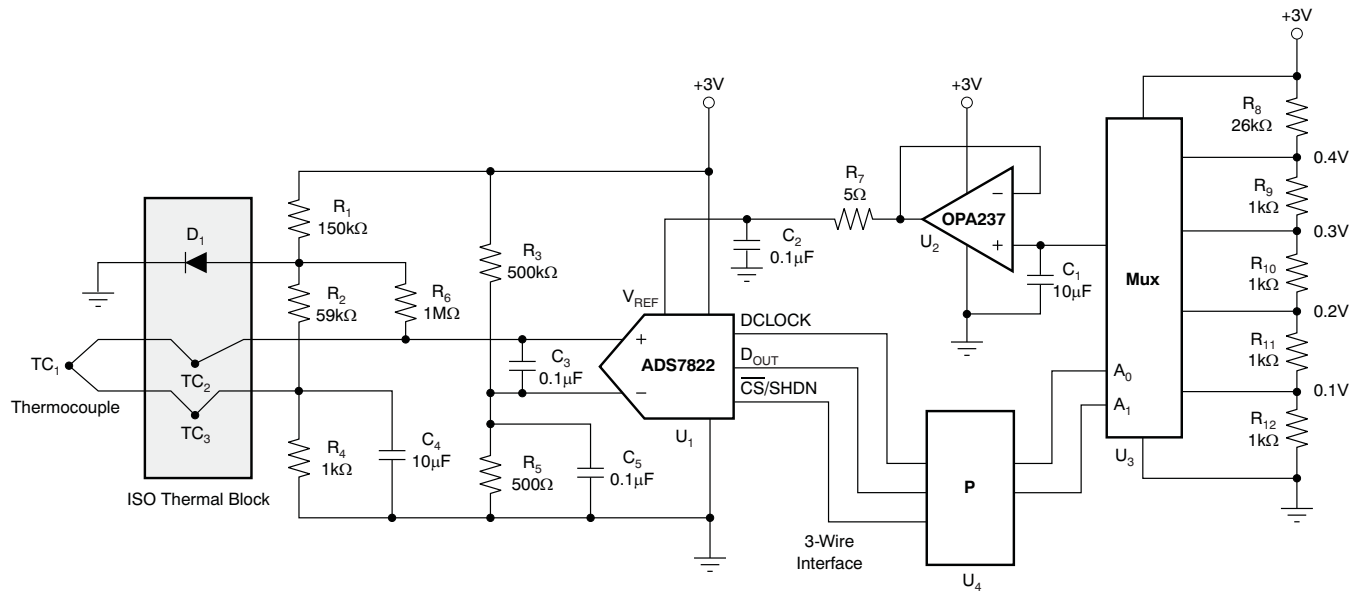 +3V
R8
26kΩ
0.4V
R9
1kΩ
0.3V
R10
1kΩ
0.2V
R11
1kΩ
0.1V
R12
1kΩ
Mux
A0
A1
U3
+3V
OPA237
−
+
U2
R7
5Ω
C1
10µF
C2
0.1µF
+3V
VREF
DCLOCK
DOUT
CS/SHDN
ADS7822
+
−
U1
R1
150kΩ
D1
R2
59kΩ
R6
1MΩ
R3
500kΩ
C3
0.1µF
TC1
Thermocouple
TC2
TC3
R4
1kΩ
C4
10µF
R5
500Ω
C5
0.1µF
ISO Thermal Block
3-Wire
Interface
P
U4